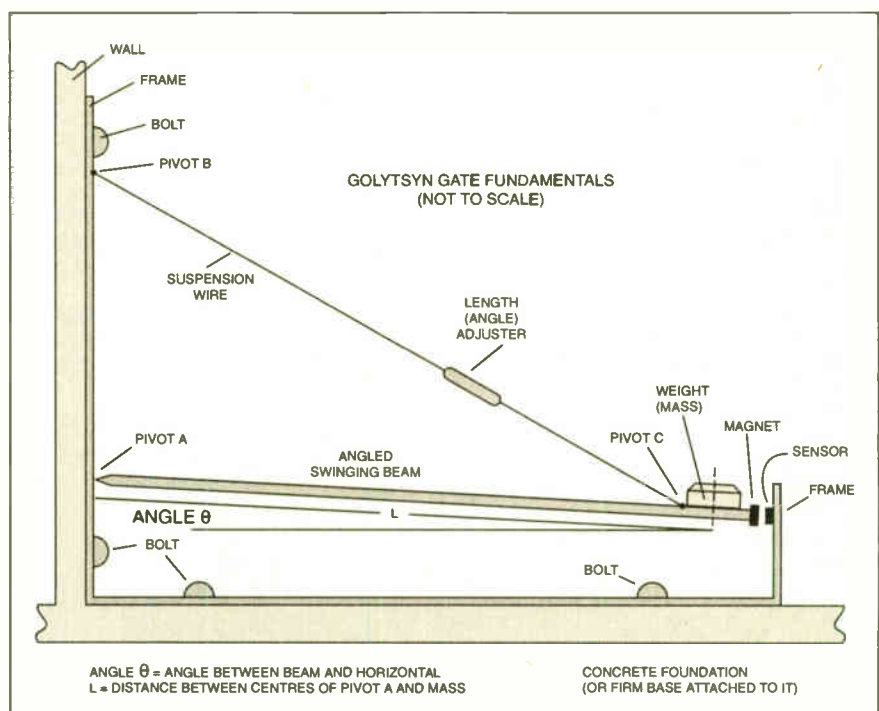 WALL
FRAME
BOLT
PIVOT B
GOLYTSYN GATE FUNDAMENTALS
(NOT TO SCALE)
SUSPENSION
WIRE
LENGTH
(ANGLE)
ADJUSTER
WEIGHT
(MASS)
PIVOT C
MAGNET
SENSOR
PIVOT A
ANGLED
SWINGING BEAM
FRAME
ANGLE θ
L
BOLT
BOLT
ANGLE θ = ANGLE BETWEEN BEAM AND HORIZONTAL
L = DISTANCE BETWEEN CENTRES OF PIVOT A AND MASS
CONCRETE FOUNDATION
(OR FIRM BASE ATTACHED TO IT)